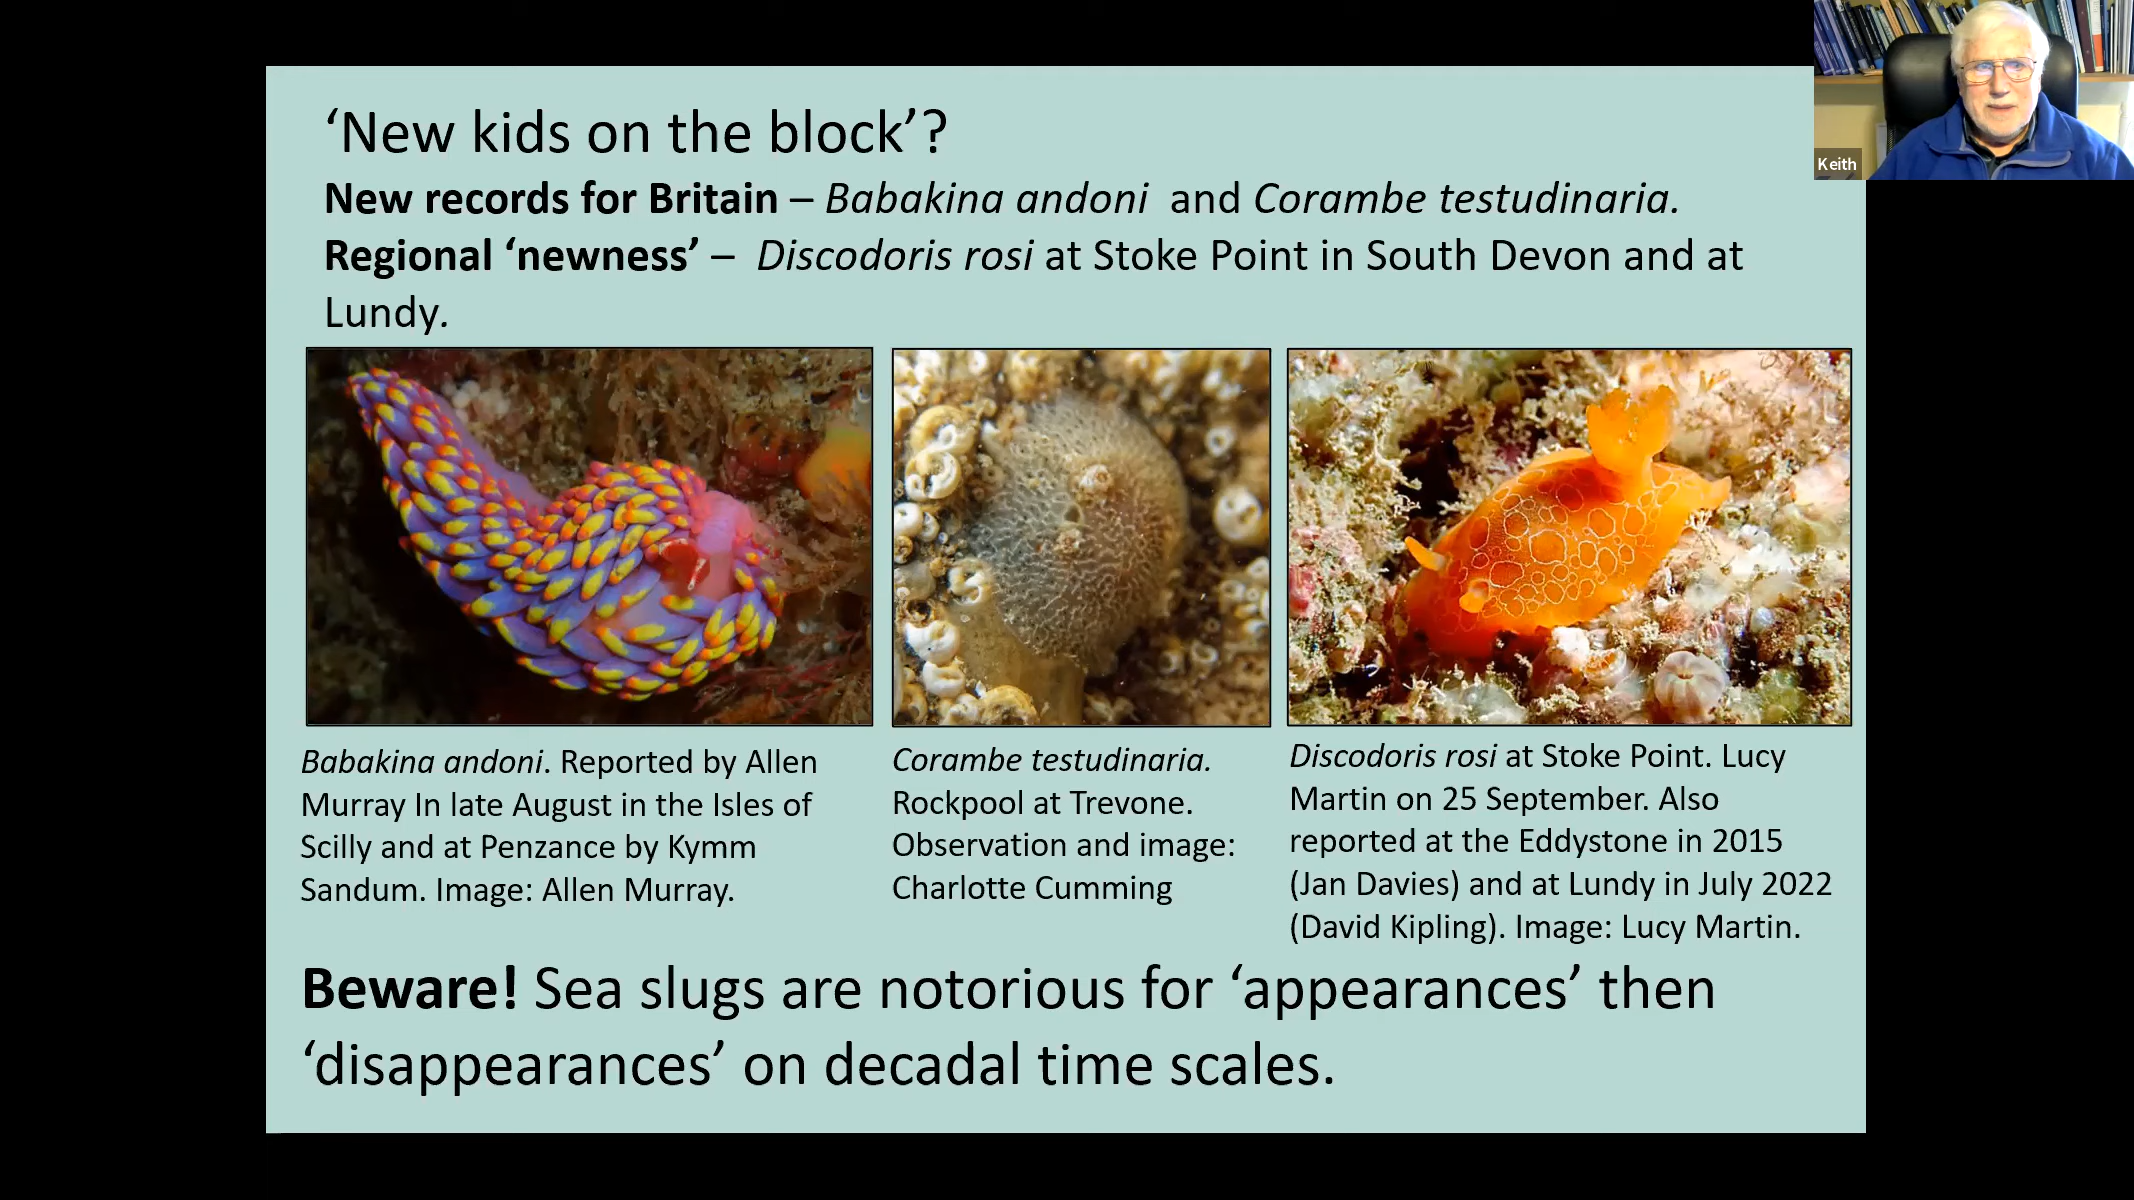 ‘New kids on the block’?
New records for Britain – Babakina andoni and Corambe testudinaria.
Regional ‘newness’ – Discodoris rosi at Stoke Point in South Devon and at
Lundy.
Keith
Babakina andoni. Reported by Allen
Murray In late August in the Isles of
Scilly and at Penzance by Kymm
Sandum. Image: Allen Murray.
Corambe testudinaria.
Rockpool at Trevone.
Observation and image:
Charlotte Cumming
Discodoris rosi at Stoke Point. Lucy
Martin on 25 September. Also
reported at the Eddystone in 2015
(Jan Davies) and at Lundy in July 2022
(David Kipling). Image: Lucy Martin.
Beware! Sea slugs are notorious for ‘appearances’ then
‘disappearances’ on decadal time scales.